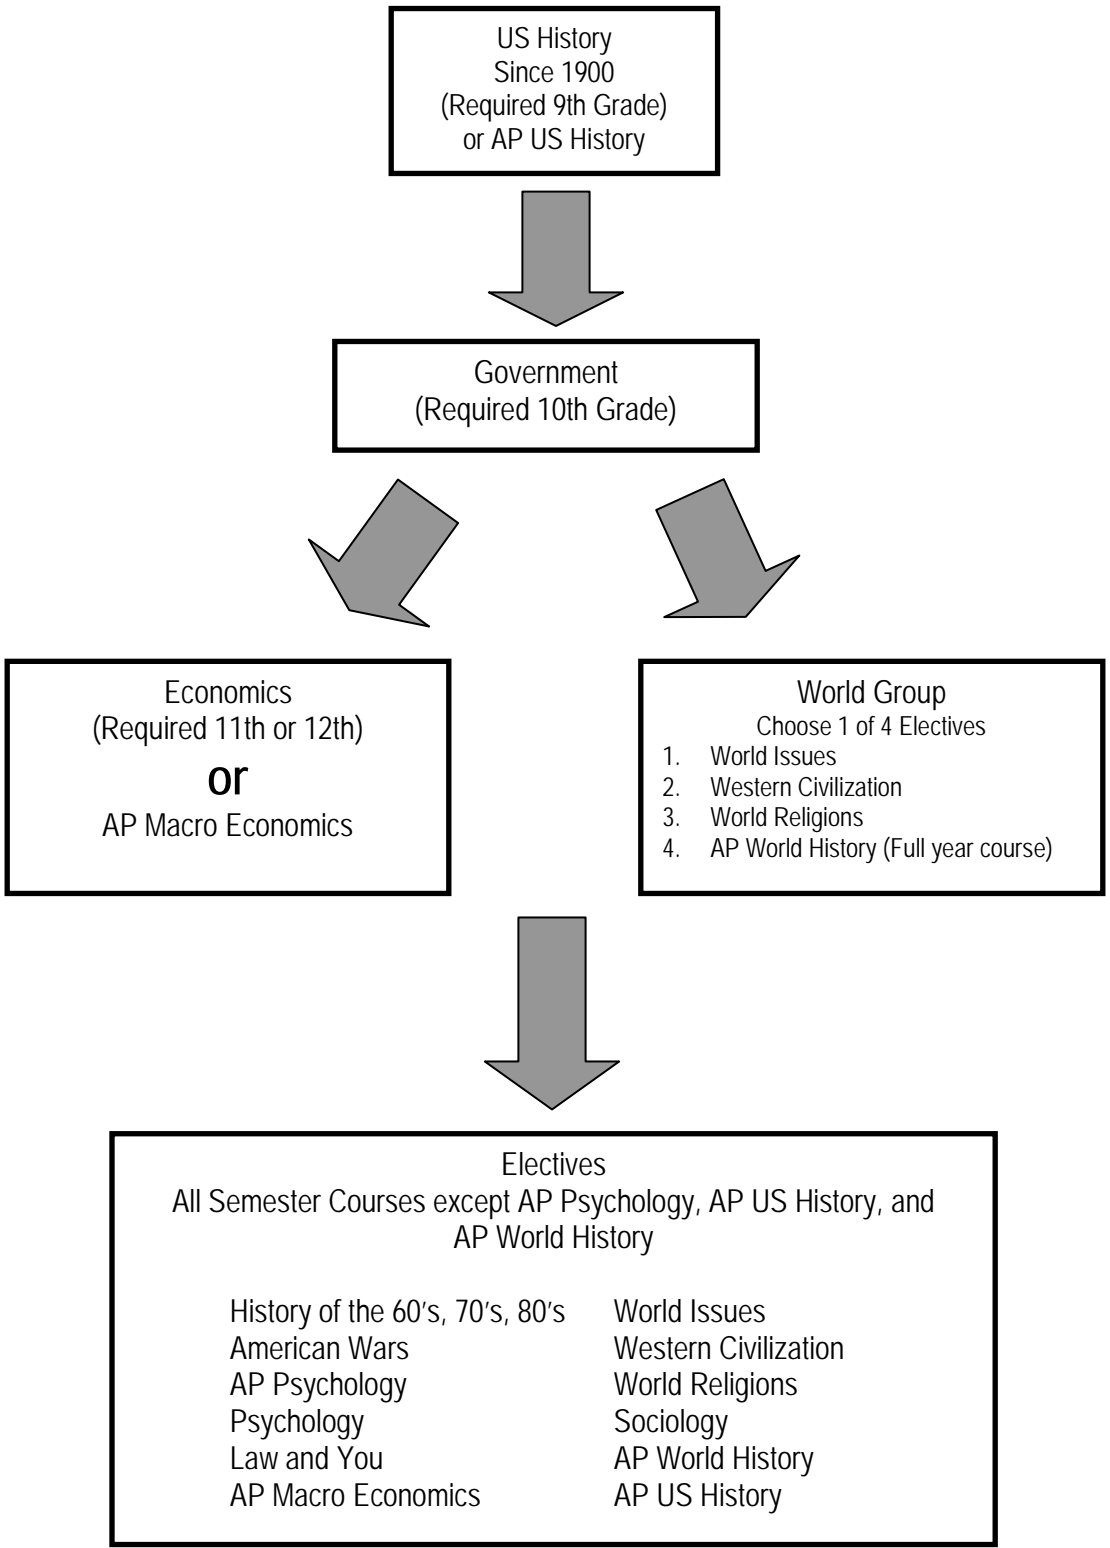 US History
Since 1900
(Required 9th Grade)
or AP US History
Government
(Required 10th Grade)
Economics
(Required 11th or 12th)
or
AP Macro Economics
World Group
Choose 1 of 4 Electives
1. World Issues
2. Western Civilization
3. World Religions
4. AP World History (Full year course)
Electives
All Semester Courses except AP Psychology, AP US History, and
AP World History
History of the 60's, 70's, 80's
American Wars
AP Psychology
Psychology
Law and You
AP Macro Economics
World Issues
Western Civilization
World Religions
Sociology
AP World History
AP US History